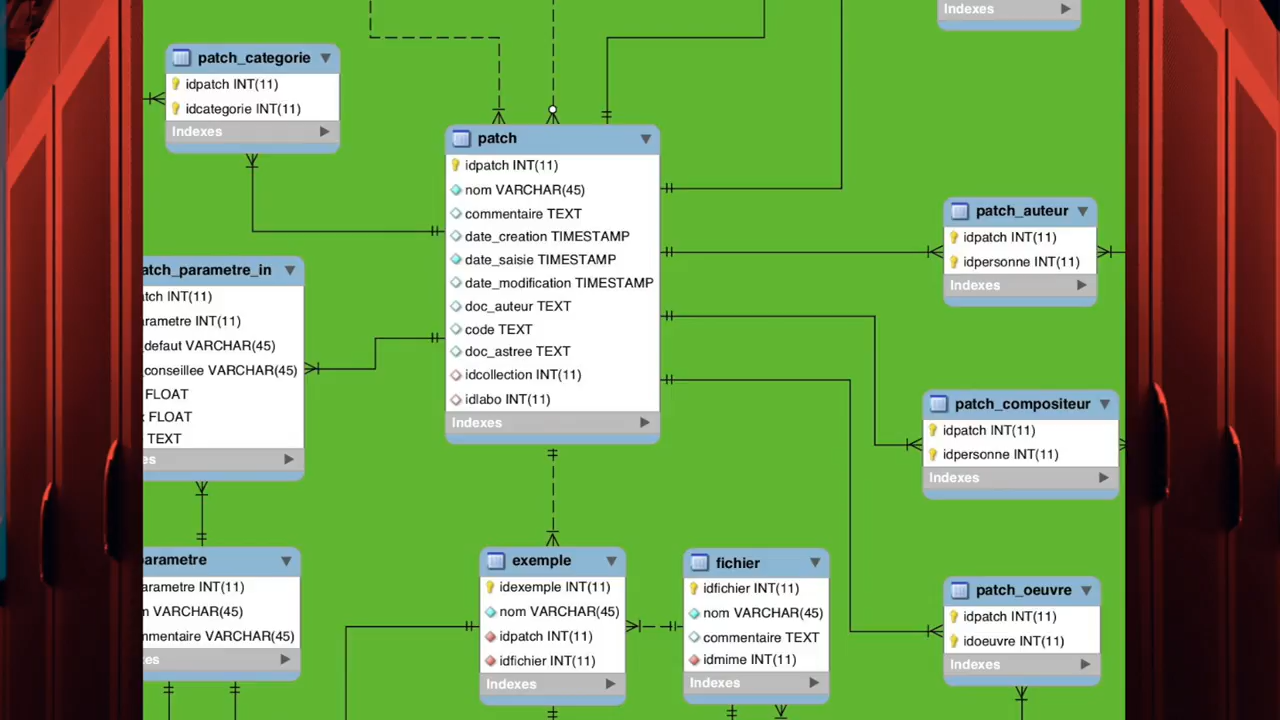 Indexes
patch_categorie
idpatch INT(11)
idcategorie INT(11)
Indexes
patch
idpatch INT(11)
nom VARCHAR(45)
commentaire TEXT
date_creation TIMESTAMP
date_saisie TIMESTAMP
date_modification TIMESTAMP
doc_auteur TEXT
code TEXT
doc_astree TEXT
idcollection INT(11)
idlabo INT(11)
Indexes
patch_auteur
idpatch INT(11)
idpersonne INT(11)
Indexes
atch_parametre_in
tch INT(11)
arametre INT(11)
_defaut VARCHAR(45)
conseillee VARCHAR(45)
FLOAT
FLOAT
TEXT
es
patch_compositeur
idpatch INT(11)
idpersonne INT(11)
Indexes
arametre
arametre INT(11)
VARCHAR(45)
mmentaire VARCHAR(45)
xes
exemple
idexemple INT(11)
nom VARCHAR(45)
idpatch INT(11)
idfichier INT(11)
Indexes
fichier
idfichier INT(11)
nom VARCHAR(45)
commentaire TEXT
idmime INT(11)
Indexes
patch_oeuvre
idpatch INT(11)
idoeuvre INT(11)
Indexes